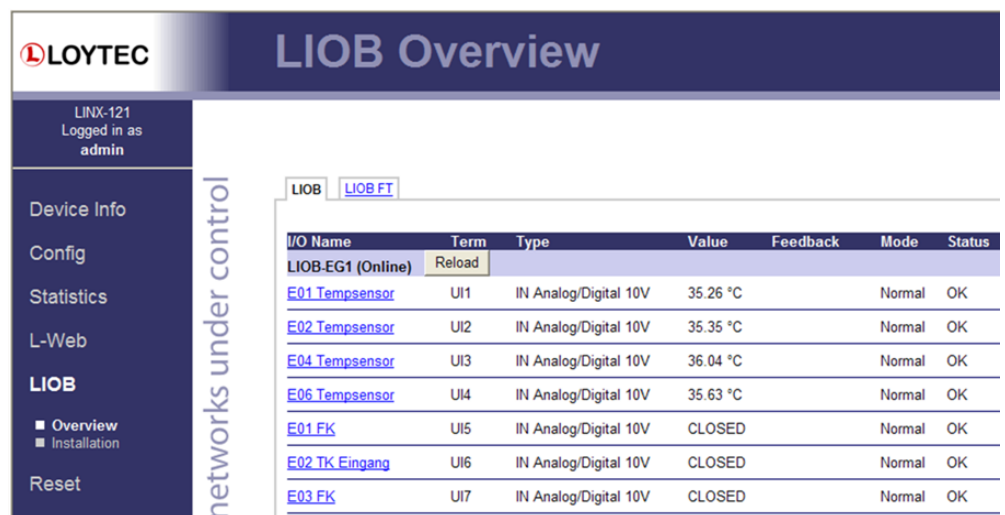 LOYTEC
LIOB Overview
LINX-121
Logged in as
admin
Device Info
Config
Statistics
L-Web
LIOB
Overview
Installation
Reset
networks under control
LIOB LIOB FT
I/O Name Term Type Value Feedback Mode Status
LIOB-EG1 (Online) Reload
E01 Tempsensor UI1 IN Analog/Digital 10V 35.26 °C Normal OK
E02 Tempsensor UI2 IN Analog/Digital 10V 35.35 °C Normal OK
E04 Tempsensor UI3 IN Analog/Digital 10V 36.04 °C Normal OK
E06 Tempsensor UI4 IN Analog/Digital 10V 35.63 °C Normal OK
E01 FK UI5 IN Analog/Digital 10V CLOSED Normal OK
E02 TK Eingang UI6 IN Analog/Digital 10V CLOSED Normal OK
E03 FK UI7 IN Analog/Digital 10V CLOSED Normal OK